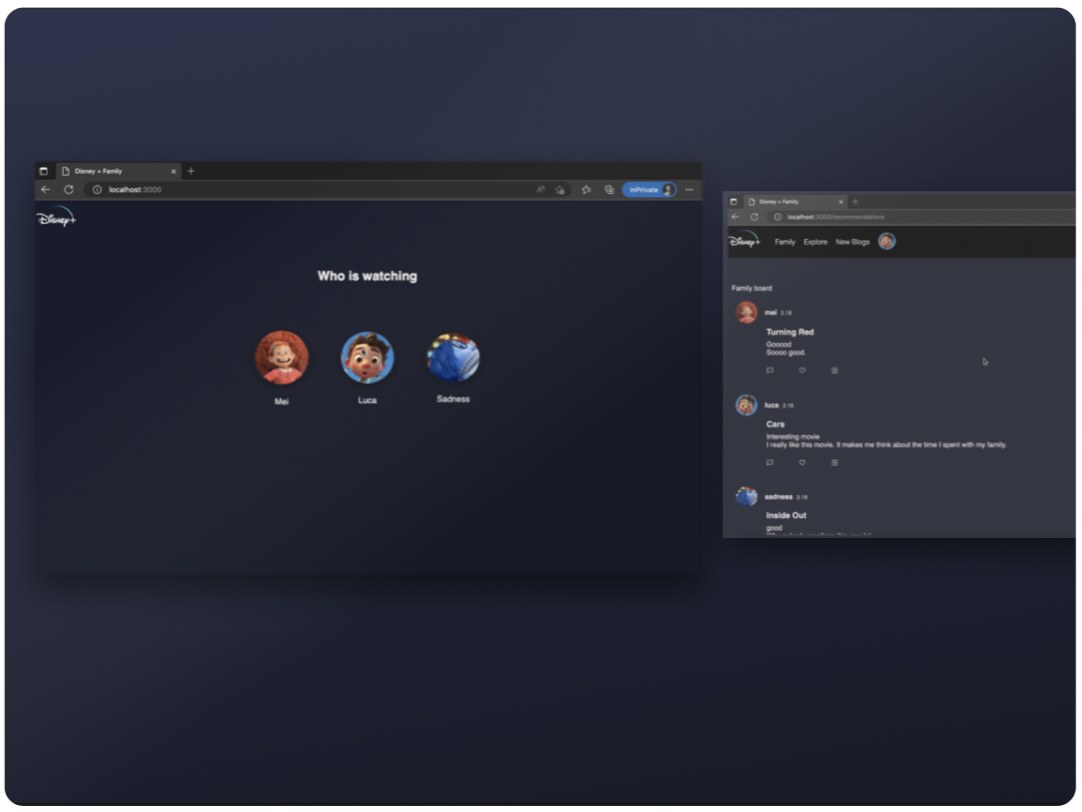 Disney + Family
localhost:3000
InPrivate
Disney+
Who is watching
Mei
Luca
Sadness
Disney + Family
localhost:3000/recommendations
Disney+
Family
Explore
New Blogs
Family board
mei 3.18
Turning Red
Gooood
Soooo good.
luca 3.18
Cars
Interesting movie
I really like this movie. It makes me think about the time I spent with my family.
sadness 3.18
Inside Out
good